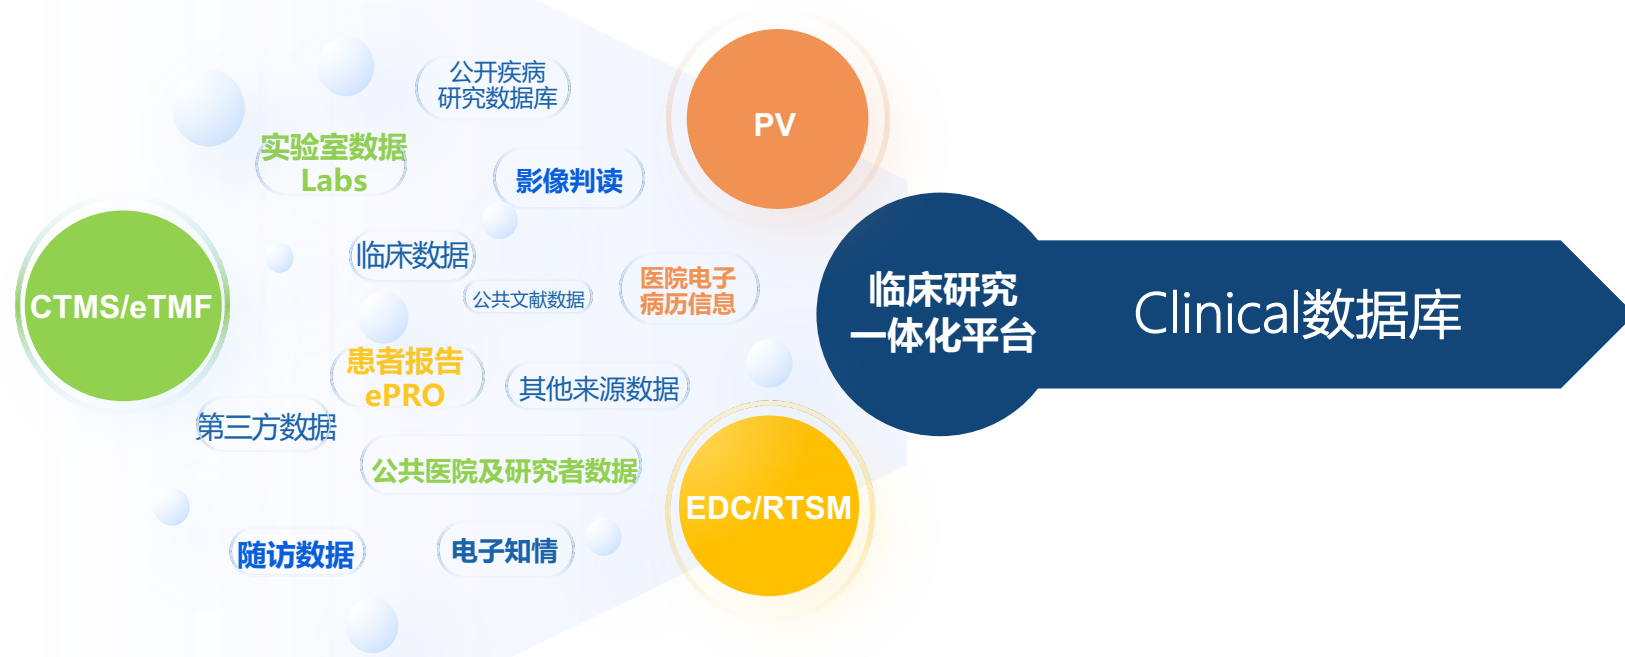 公开疾病
研究数据库
PV
实验室数据
Labs
影像判读
CTMS/eTMF
临床数据
公共文献数据
医院电子
病历信息
临床研究
一体化平台
Clinical数据库
患者报告
ePRO
其他来源数据
第三方数据
公共医院及研究者数据
EDC/RTSM
随访数据
电子知情